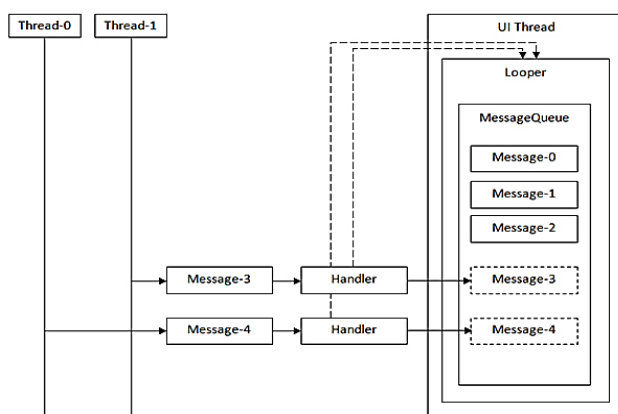 Thread-0
Thread-1
UI Thread
Looper
MessageQueue
Message-0
Message-1
Message-2
Message-3
Handler
Message-3
Message-4
Handler
Message-4